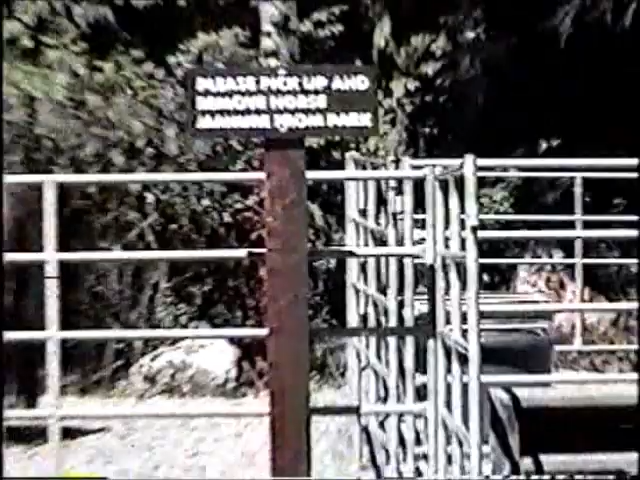 PLEASE PICK UP AND
REMOVE HORSE
MANURE FROM PARK